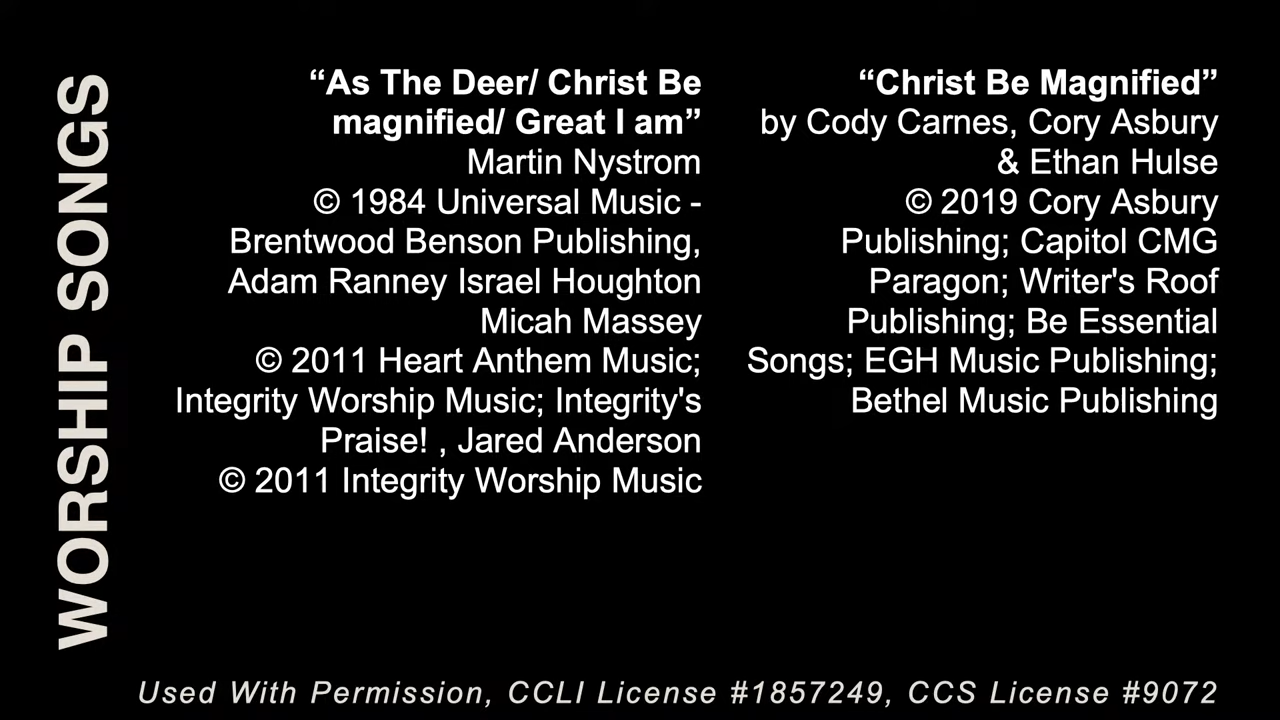 WORSHIP SONGS
“As The Deer/ Christ Be
magnified/ Great I am”
Martin Nystrom
© 1984 Universal Music -
Brentwood Benson Publishing,
Adam Ranney Israel Houghton
Micah Massey
© 2011 Heart Anthem Music;
Integrity Worship Music; Integrity's
Praise! , Jared Anderson
© 2011 Integrity Worship Music
“Christ Be Magnified”
by Cody Carnes, Cory Asbury
& Ethan Hulse
© 2019 Cory Asbury
Publishing; Capitol CMG
Paragon; Writer's Roof
Publishing; Be Essential
Songs; EGH Music Publishing;
Bethel Music Publishing
Used With Permission, CCLI License #1857249, CCS License #9072